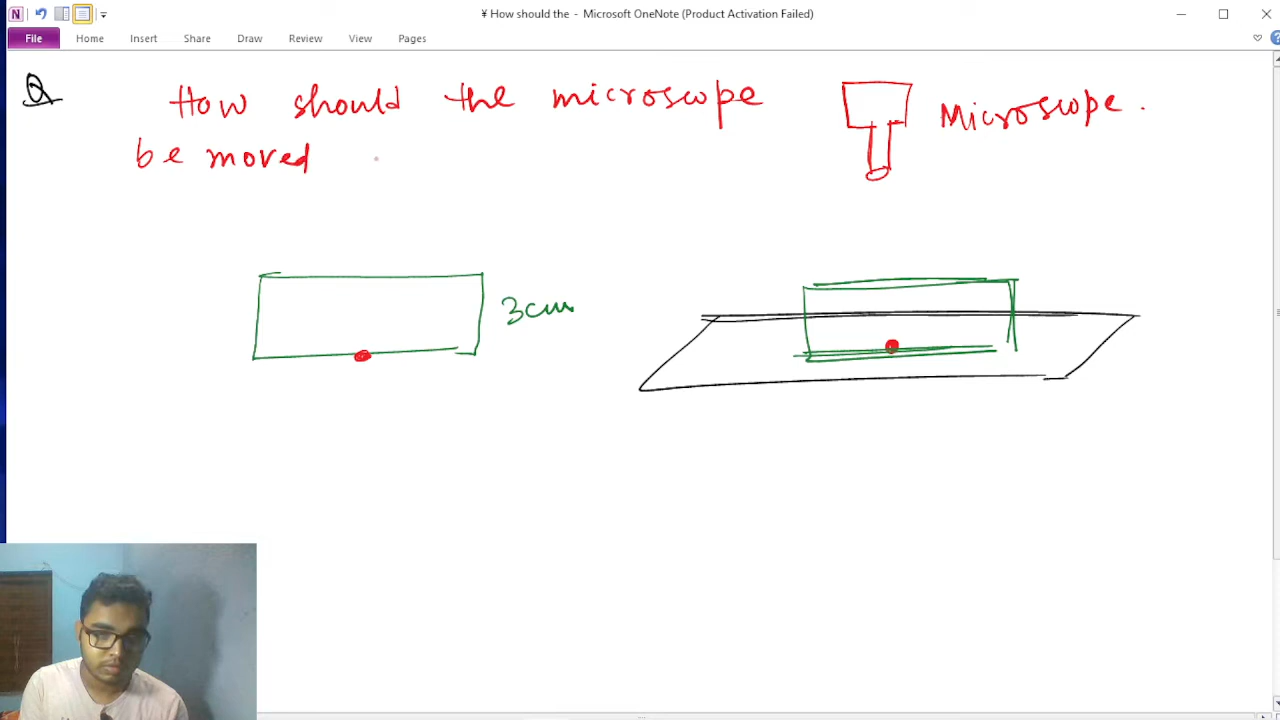 ¥ How should the - Microsoft OneNote (Product Activation Failed)
File Home Insert Share Draw Review View Pages
Q How should the microscope
be moved
Microscope.
3cm